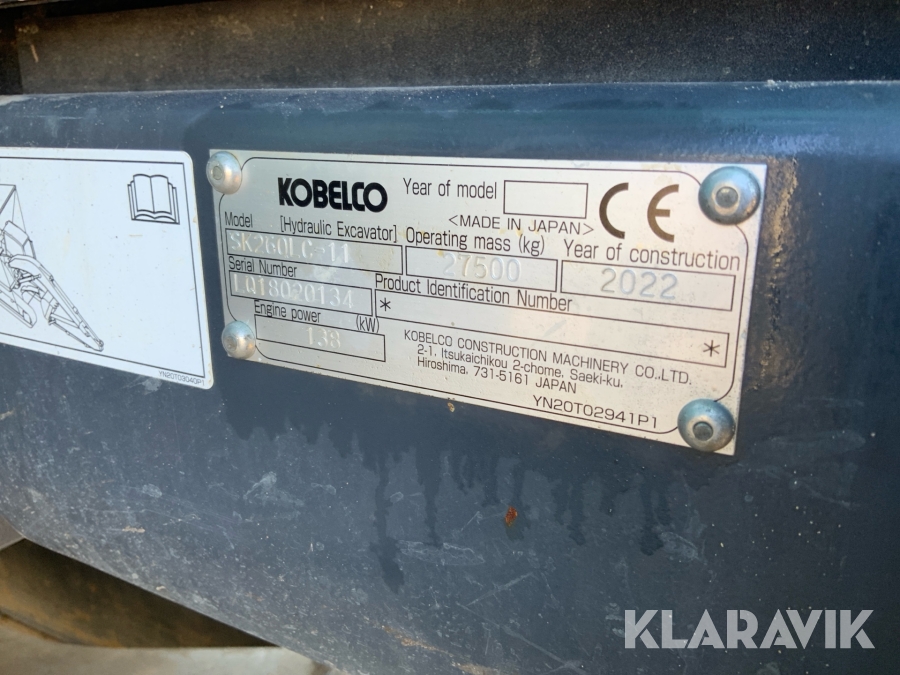 KOBELCO
Year of model
<MADE IN JAPAN>
CE
Model [Hydraulic Excavator]
SK260LC-11
Operating mass (kg)
27500
Year of construction
2022
Serial Number
LQ18020134
Product Identification Number
* *
Engine power (kW)
138
KOBELCO CONSTRUCTION MACHINERY CO.,LTD.
2-1, Itsukaichikou 2-chome, Saeki-ku,
Hiroshima, 731-5161 JAPAN
YN20T02941P1
YN20T03040P1
KLARAVIK